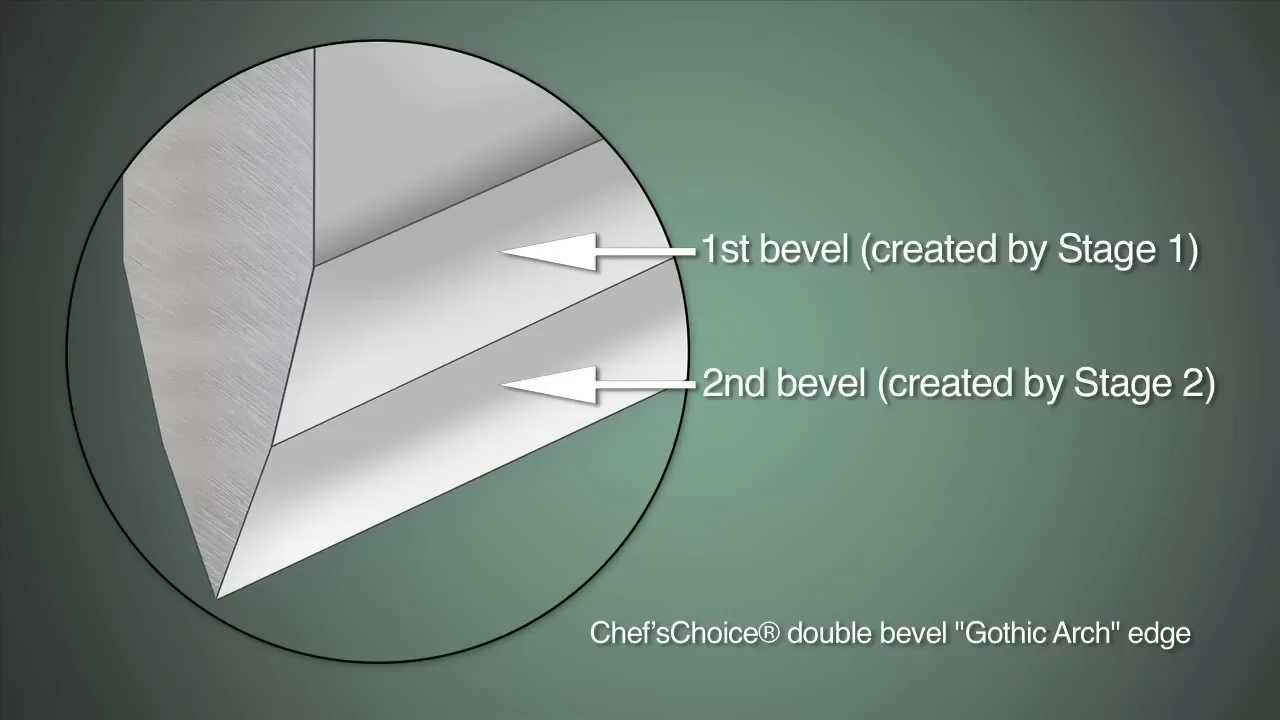 1st bevel (created by Stage 1)
2nd bevel (created by Stage 2)
Chef'sChoice® double bevel "Gothic Arch" edge